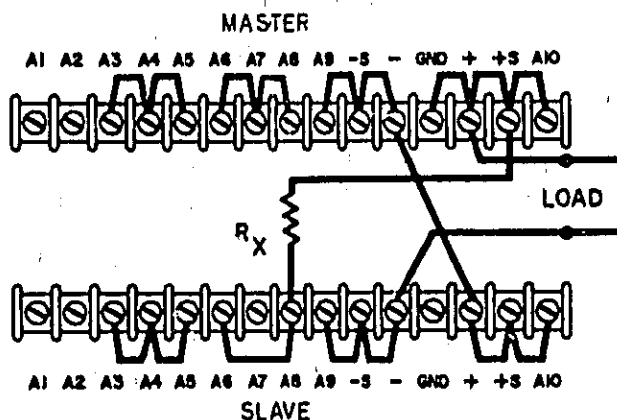 MASTER
A1 A2 A3 A4 A5 A6 A7 A8 A9 -S - GND + +S A10
LOAD
RX
A1 A2 A3 A4 A5 A6 A7 A8 A9 -S - GND + +S A10
SLAVE